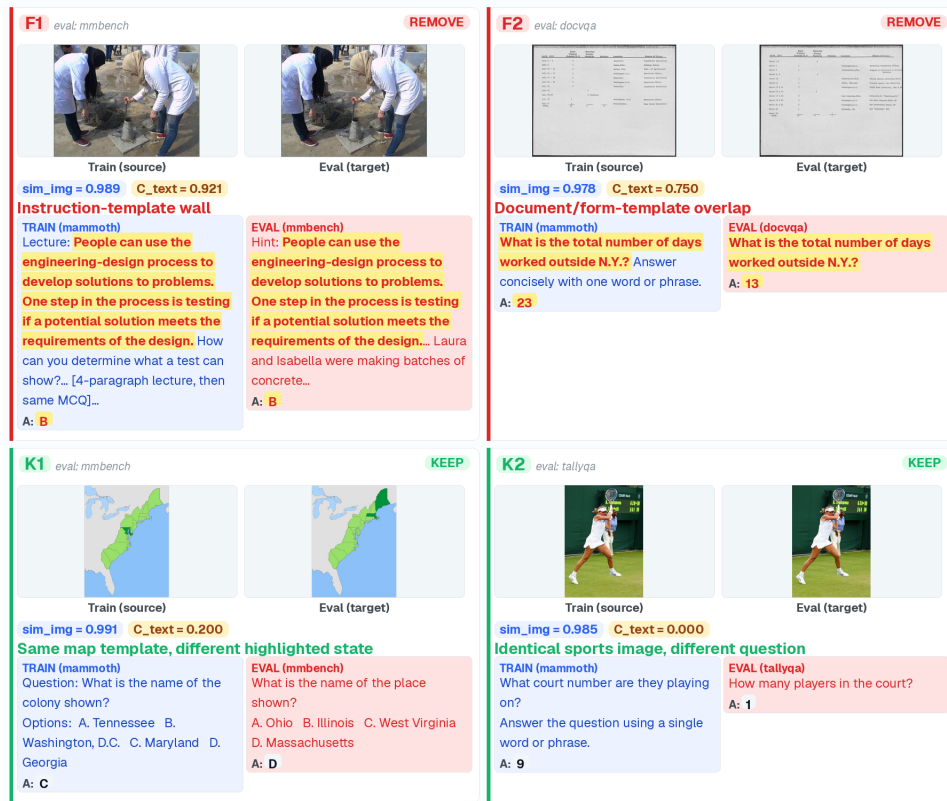 F1 eval: mmbench REMOVE
Train (source) Eval (target)
sim_img = 0.989 C_text = 0.921
Instruction-template wall
TRAIN (mammoth)
Lecture: People can use the
engineering-design process to
develop solutions to problems.
One step in the process is testing
if a potential solution meets the
requirements of the design. How
can you determine what a test can
show?... [4-paragraph lecture, then
same MCQ]...
A: B
EVAL (mmbench)
Hint: People can use the
engineering-design process to
develop solutions to problems.
One step in the process is testing
if a potential solution meets the
requirements of the design.... Laura
and Isabella were making batches of
concrete...
A: B
F2 eval: docvqa REMOVE
Train (source) Eval (target)
sim_img = 0.978 C_text = 0.750
Document/form-template overlap
TRAIN (mammoth)
What is the total number of days
worked outside N.Y.? Answer
concisely with one word or phrase.
A: 23
EVAL (docvqa)
What is the total number of days
worked outside N.Y.?
A: 13
K1 eval: mmbench KEEP
Train (source) Eval (target)
sim_img = 0.991 C_text = 0.200
Same map template, different highlighted state
TRAIN (mammoth)
Question: What is the name of the
colony shown?
Options: A. Tennessee B.
Washington, D.C. C. Maryland D.
Georgia
A: C
EVAL (mmbench)
What is the name of the place
shown?
A. Ohio B. Illinois C. West Virginia
D. Massachusetts
A: D
K2 eval: tallyqa KEEP
Train (source) Eval (target)
sim_img = 0.985 C_text = 0.000
Identical sports image, different question
TRAIN (mammoth)
What court number are they playing
on?
Answer the question using a single
word or phrase.
A: 9
EVAL (tallyqa)
How many players in the court?
A: 1